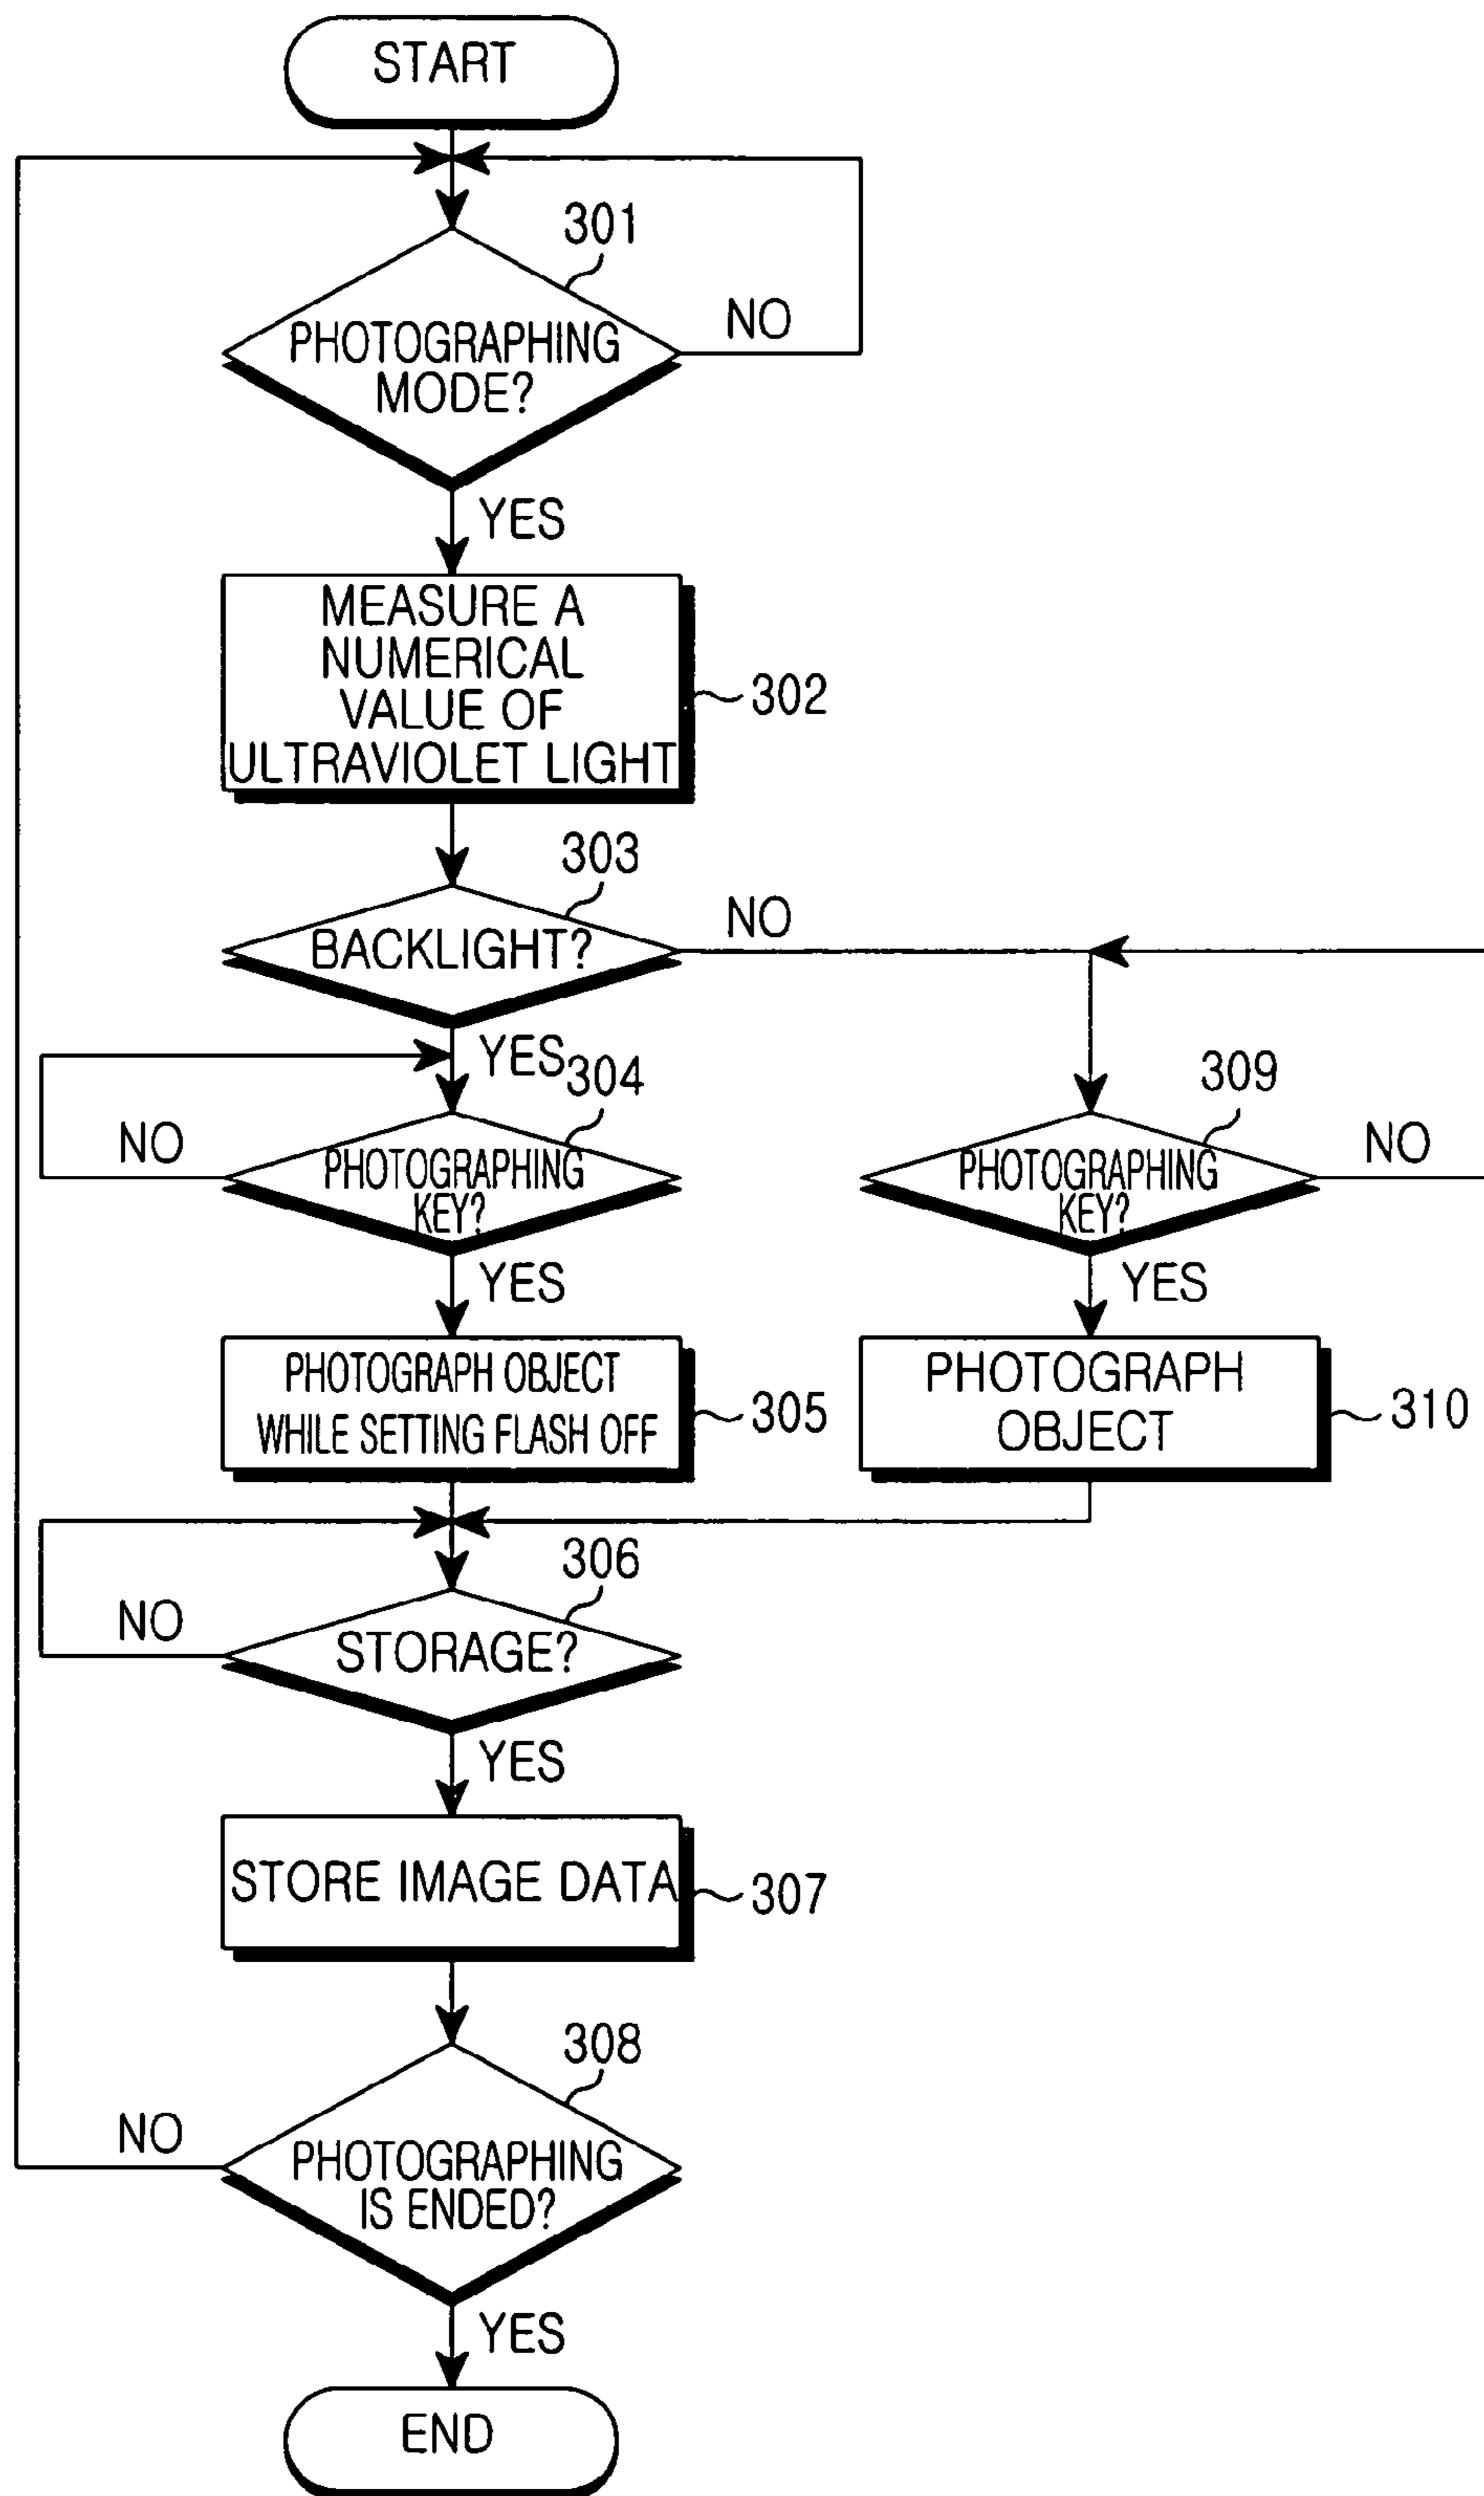 START
301
PHOTOGRAPHING
MODE?
NO
YES
MEASURE A
NUMERICAL
VALUE OF
ULTRAVIOLET LIGHT
302
303
BACKLIGHT?
NO
YES
304
PHOTOGRAPHING
KEY?
NO
YES
309
PHOTOGRAPHING
KEY?
NO
YES
PHOTOGRAPH OBJECT
WHILE SETTING FLASH OFF
305
PHOTOGRAPH
OBJECT
310
306
STORAGE?
NO
YES
STORE IMAGE DATA
307
308
PHOTOGRAPHING
IS ENDED?
NO
YES
END